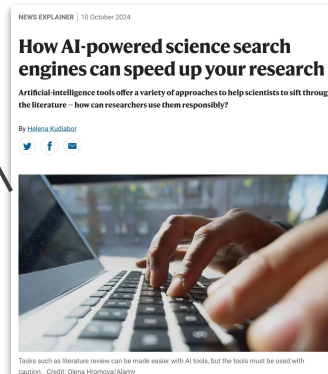 NEWS EXPLAINER | 10 October 2024
How AI-powered science search
engines can speed up your research
Artificial-intelligence tools offer a variety of approaches to help scientists to sift
the literature — how can researchers use them responsibly?
By Helena Kudiabor
Tasks such as literature review can be made easier with AI tools, but the tools must be used with
caution. Credit: Olena Hromova/Alamy